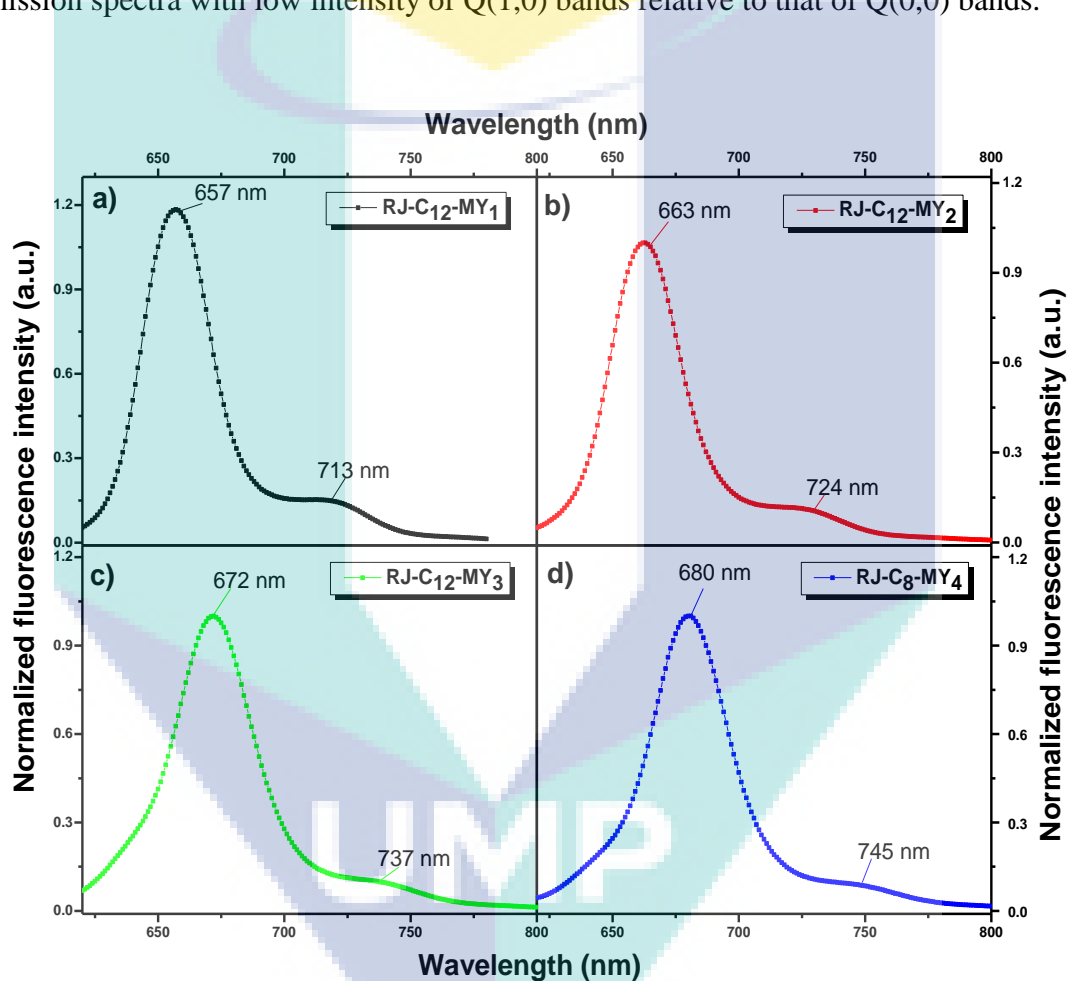 mission spectra with low intensity of Q(1,0) bands relative to that of Q(0,0) bands.
Wavelength (nm)
650 700 750 800 650 700 750 800
a) 657 nm RJ-C12-MY1
713 nm
b) 663 nm RJ-C12-MY2
724 nm
1.2 0.9 0.6 0.3 0.0
1.2 0.9 0.6 0.3 0.0
Normalized fluorescence intensity (a.u.)
Normalized fluorescence intensity (a.u.)
c) 672 nm RJ-C12-MY3
737 nm
d) 680 nm RJ-C8-MY4
745 nm
1.2 0.9 0.6 0.3 0.0
1.2 0.9 0.6 0.3 0.0
UMP
650 700 750 800 650 700 750 800
Wavelength (nm)